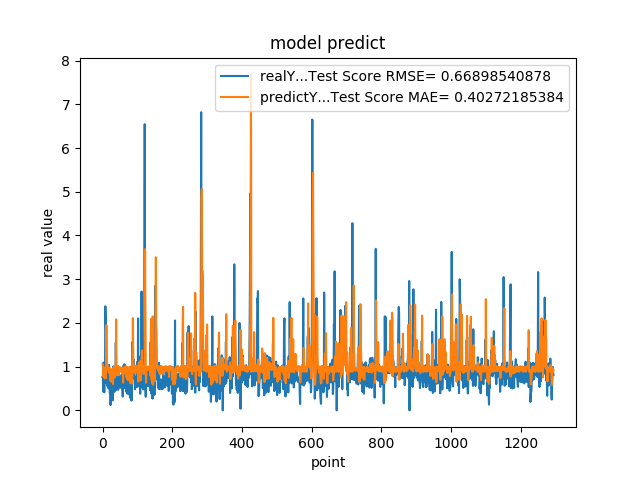 model predict
realY...Test Score RMSE= 0.66898540878
predictY...Test Score MAE= 0.40272185384
8
7
6
5
4
3
2
1
0
real value
0 200 400 600 800 1000 1200
point